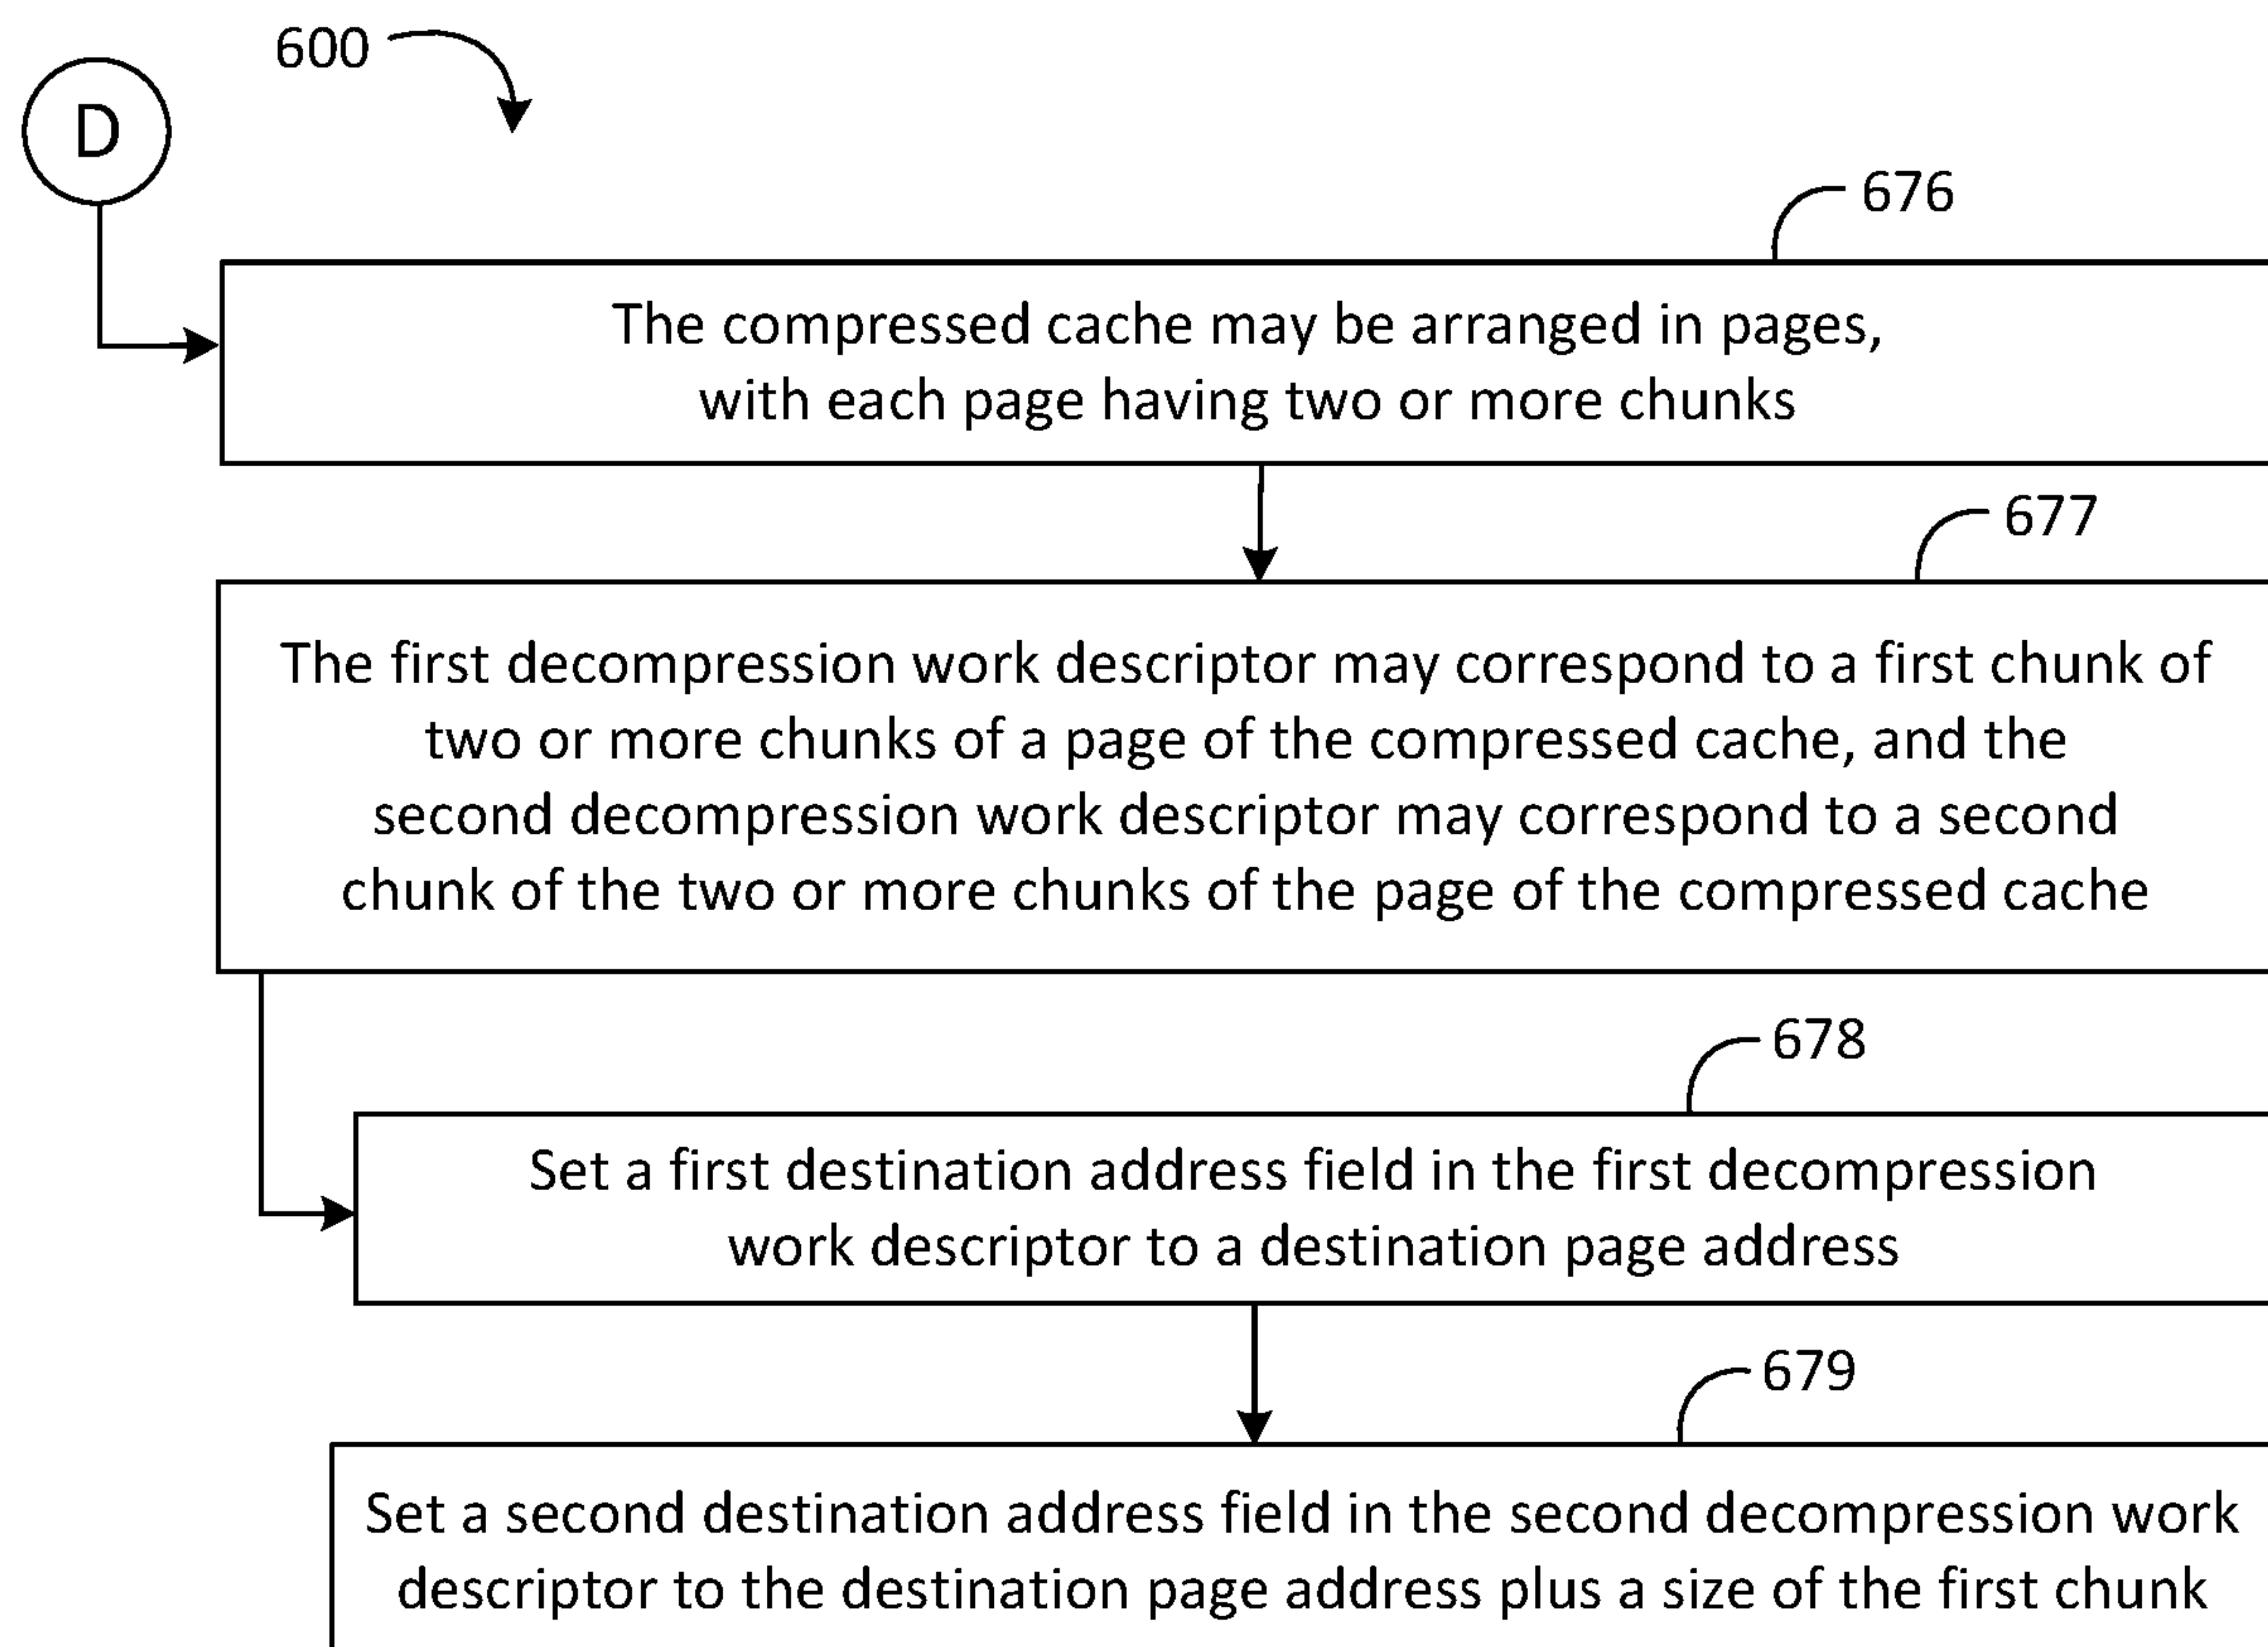 600
D
676
The compressed cache may be arranged in pages,
with each page having two or more chunks
677
The first decompression work descriptor may correspond to a first chunk of
two or more chunks of a page of the compressed cache, and the
second decompression work descriptor may correspond to a second
chunk of the two or more chunks of the page of the compressed cache
678
Set a first destination address field in the first decompression
work descriptor to a destination page address
679
Set a second destination address field in the second decompression work
descriptor to the destination page address plus a size of the first chunk